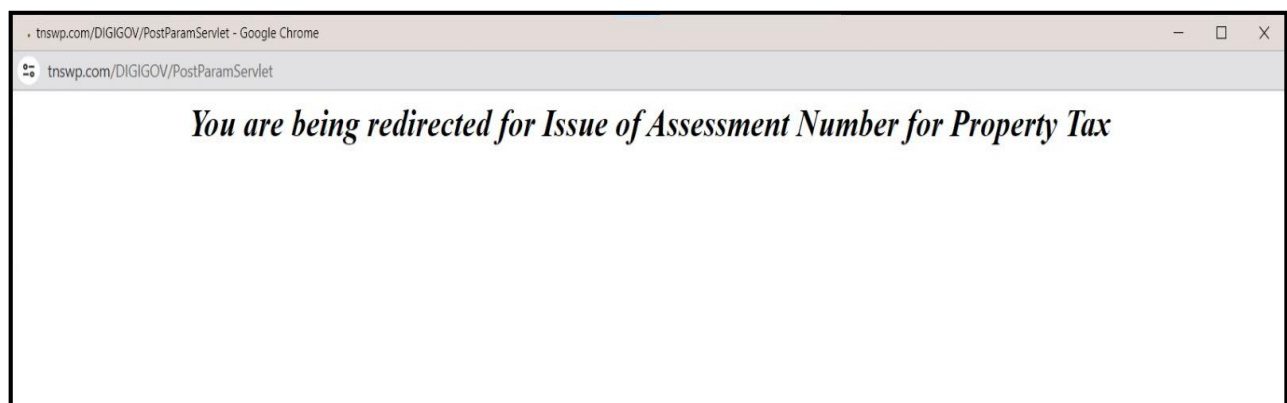 tnswp.com/DIGIGOV/PostParamServlet - Google Chrome
tnswp.com/DIGIGOV/PostParamServlet
You are being redirected for Issue of Assessment Number for Property Tax